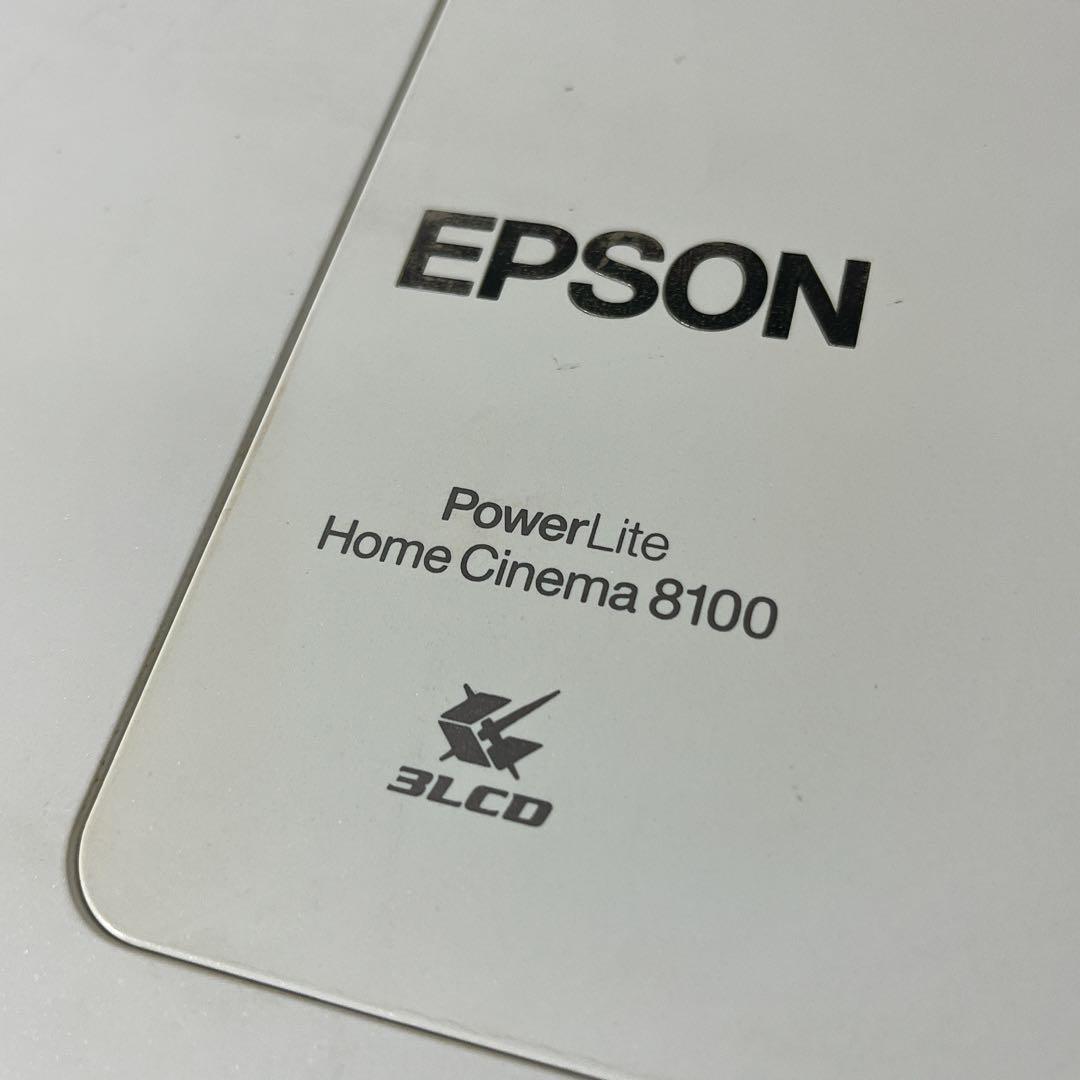 EPSON
PowerLite
Home Cinema 8100
3LCD